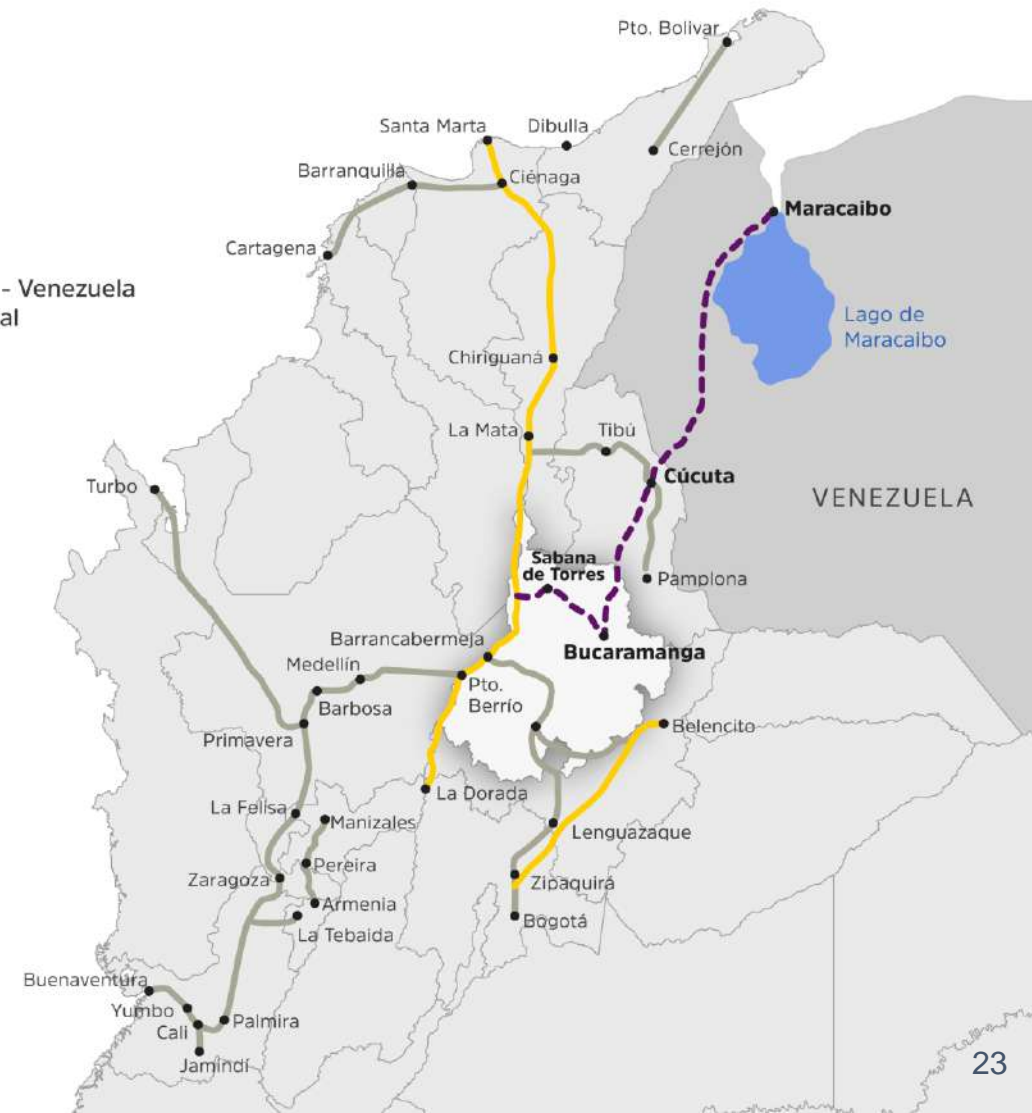 Pto. Bolivar
Santa Marta
Dibulla
Cerrejón
Barranquilla
Ciénaga
Maracaibo
Cartagena
- Venezuela
al
Lago de
Maracaibo
Chiriguaná
La Mata
Tibú
Cúcuta
Turbo
VENEZUELA
Sabana
de Torres
Pamplona
Barrancabermeja
Bucaramanga
Medellín
Pto.
Berrío
Barbosa
Belencito
Primavera
La Dorada
La Felisa
Manizales
Lenguazaque
Pereira
Zaragoza
Zipaquirá
Armenia
Bogotá
La Tebaida
Buenaventura
Yumbo
Palmira
Cali
Jamindí
23